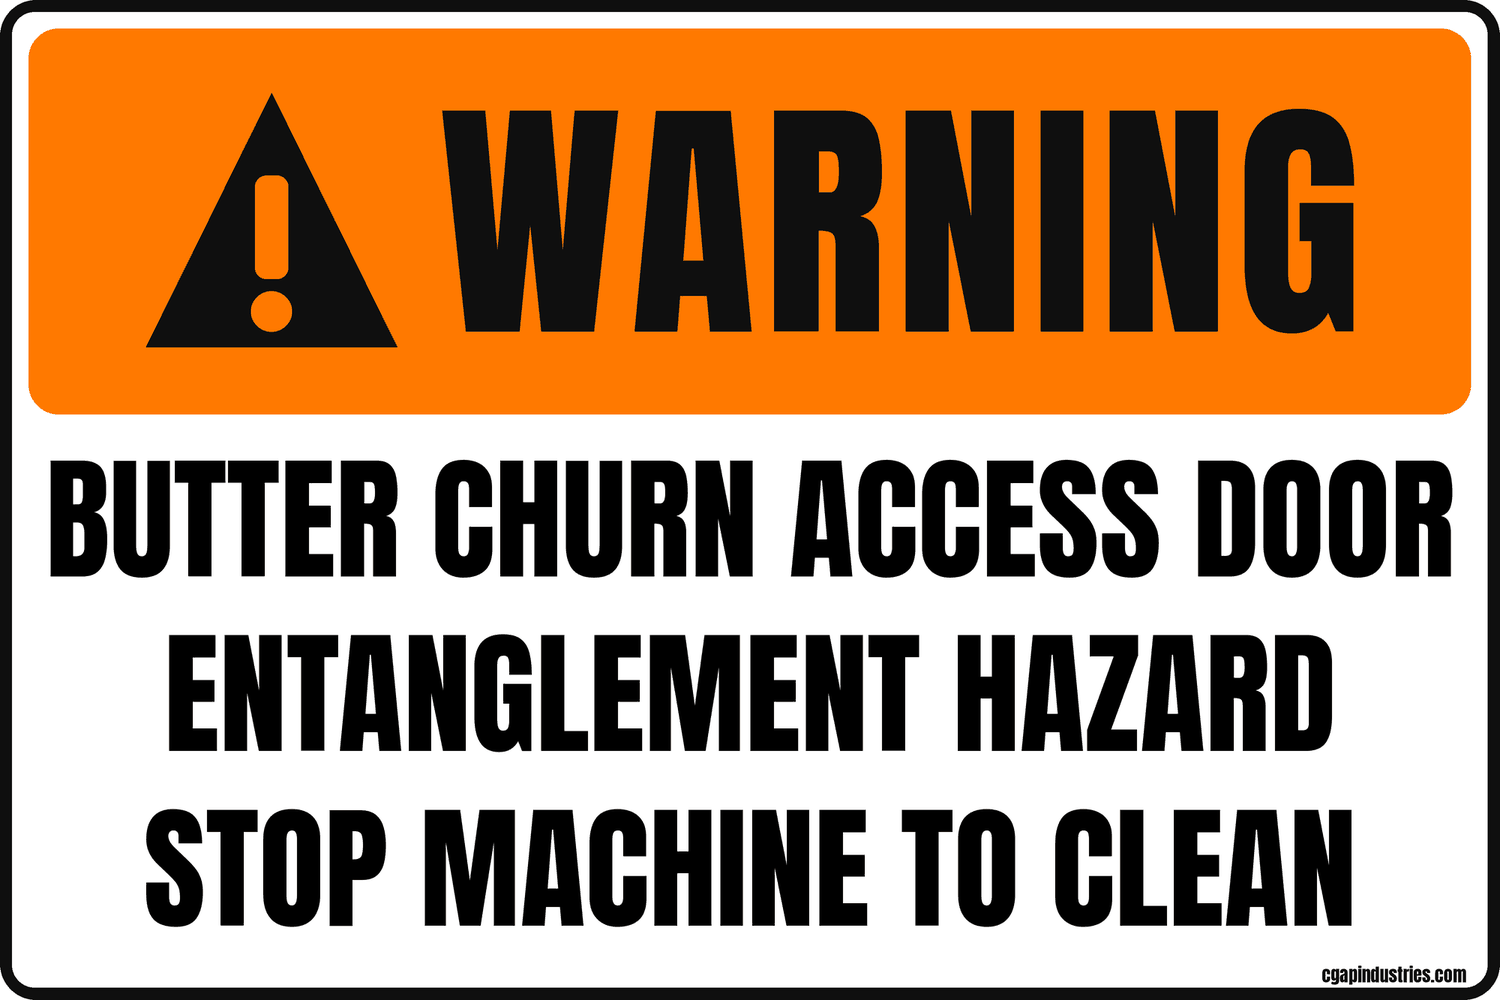 WARNING
BUTTER CHURN ACCESS DOOR
ENTANGLEMENT HAZARD
STOP MACHINE TO CLEAN
cgapindustries.com